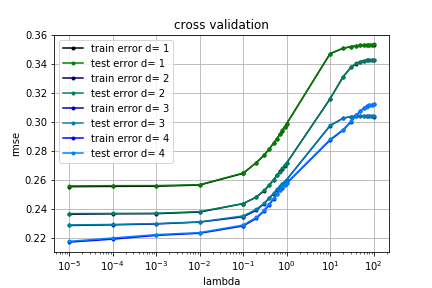 cross validation
0.36
0.34
0.32
0.30
0.28
0.26
0.24
0.22
rmse
train error d= 1
test error d= 1
train error d= 2
test error d= 2
train error d= 3
test error d= 3
train error d= 4
test error d= 4
10⁻⁵ 10⁻⁴ 10⁻³ 10⁻² 10⁻¹ 10⁰ 10¹ 10²
lambda